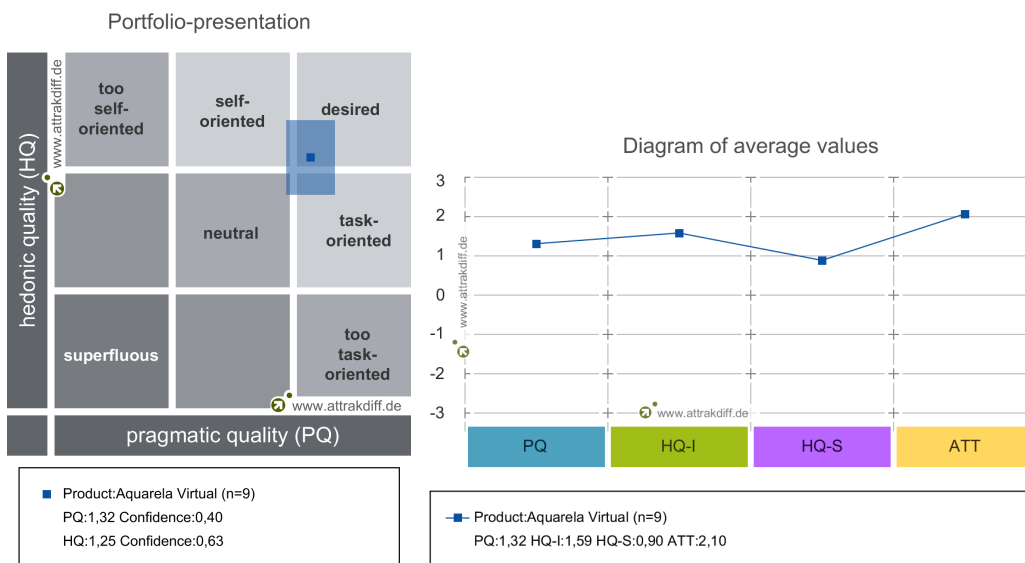 Portfolio-presentation
hedonic quality (HQ)
www.attrakdiff.de
too
self-
oriented
self-
oriented
desired
neutral
task-
oriented
superfluous
too
task-
oriented
www.attrakdiff.de
pragmatic quality (PQ)
Product:Aquarela Virtual (n=9)
PQ:1,32 Confidence:0,40
HQ:1,25 Confidence:0,63
Diagram of average values
3
2
1
0
-1
-2
-3
www.attrakdiff.de
www.attrakdiff.de
PQ
HQ-I
HQ-S
ATT
Product:Aquarela Virtual (n=9)
PQ:1,32 HQ-I:1,59 HQ-S:0,90 ATT:2,10